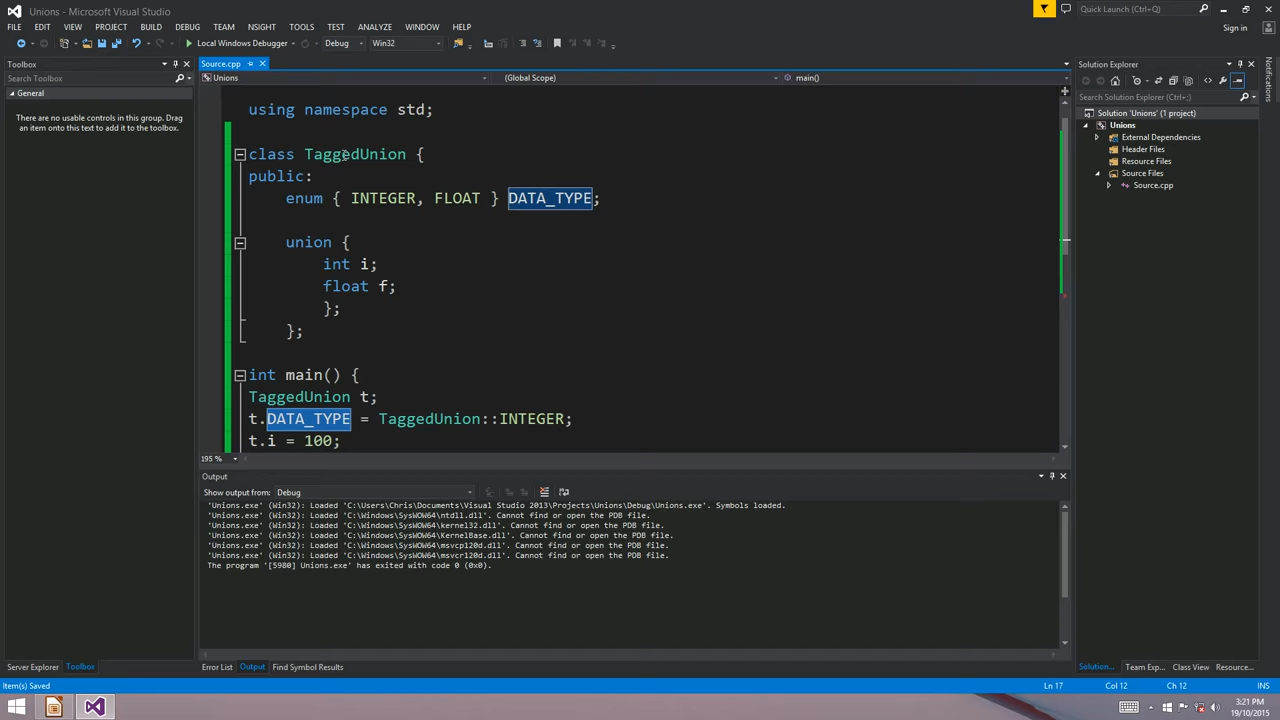 Unions - Microsoft Visual Studio
Quick Launch (Ctrl+Q)
FILE EDIT VIEW PROJECT BUILD DEBUG TEAM NSIGHT TOOLS TEST ANALYZE WINDOW HELP
Sign in
Local Windows Debugger Debug Win32
Toolbox
Search Toolbox
General
There are no usable controls in this group. Drag
an item onto this text to add it to the toolbox.
Source.cpp
Unions (Global Scope) main()
using namespace std;
class TaggedUnion {
public:
enum { INTEGER, FLOAT } DATA_TYPE;
union {
int i;
float f;
};
};
int main() {
TaggedUnion t;
t.DATA_TYPE = TaggedUnion::INTEGER;
t.i = 100;
195 %
Output
Show output from: Debug
'Unions.exe' (Win32): Loaded 'C:\Users\Chris\Documents\Visual Studio 2013\Projects\Unions\Debug\Unions.exe'. Symbols loaded.
'Unions.exe' (Win32): Loaded 'C:\Windows\SysWOW64\ntdll.dll'. Cannot find or open the PDB file.
'Unions.exe' (Win32): Loaded 'C:\Windows\SysWOW64\kernel32.dll'. Cannot find or open the PDB file.
'Unions.exe' (Win32): Loaded 'C:\Windows\SysWOW64\KernelBase.dll'. Cannot find or open the PDB file.
'Unions.exe' (Win32): Loaded 'C:\Windows\SysWOW64\msvcp120d.dll'. Cannot find or open the PDB file.
'Unions.exe' (Win32): Loaded 'C:\Windows\SysWOW64\msvcr120d.dll'. Cannot find or open the PDB file.
The program '[5980] Unions.exe' has exited with code 0 (0x0).
Solution Explorer
Search Solution Explorer (Ctrl+;)
Solution 'Unions' (1 project)
Unions
External Dependencies
Header Files
Resource Files
Source Files
Source.cpp
Notifications
Server Explorer Toolbox
Error List Output Find Symbol Results
Solution... Team Exp... Class View Resource...
Item(s) Saved
Ln 17 Col 12 Ch 12 INS
3:21 PM
19/10/2015